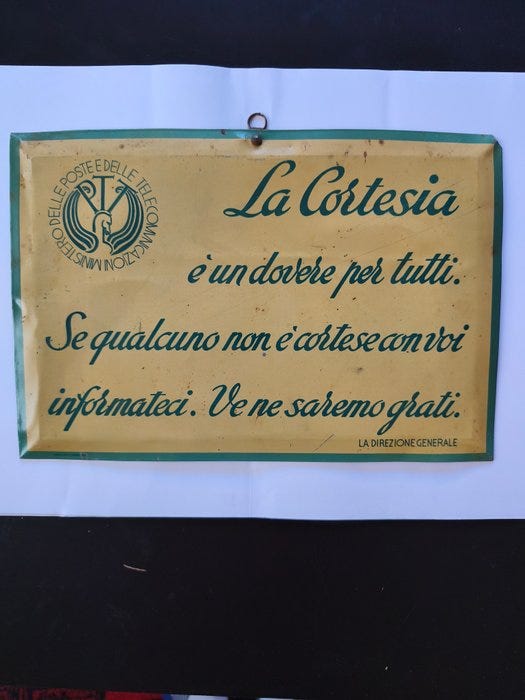 MINISTERO DELLE POSTE E DELLE TELECOMUNICAZIONI
PTT
La Cortesia
è un dovere per tutti.
Se qualcuno non è cortese con voi
informateci. Ve ne saremo grati.
LA DIREZIONE GENERALE